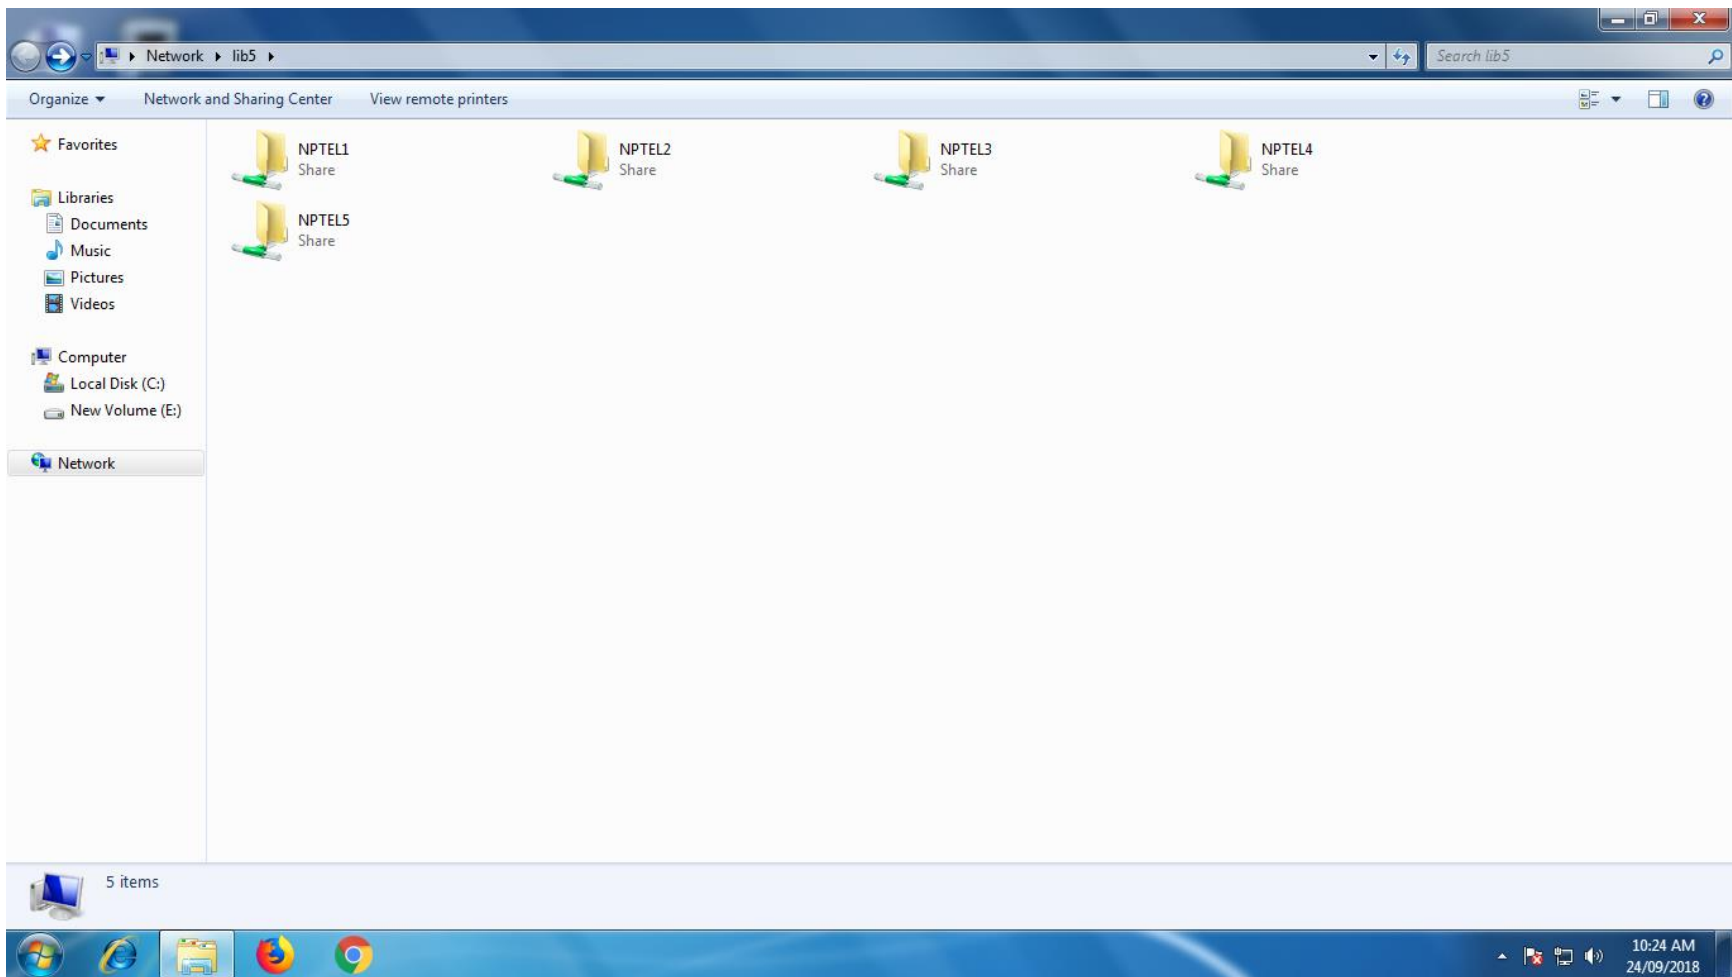 Network lib5
Search lib5
Organize Network and Sharing Center View remote printers
Favorites
Libraries
Documents
Music
Pictures
Videos
Computer
Local Disk (C:)
New Volume (E:)
Network
NPTEL1
Share
NPTEL2
Share
NPTEL3
Share
NPTEL4
Share
NPTEL5
Share
5 items
10:24 AM
24/09/2018